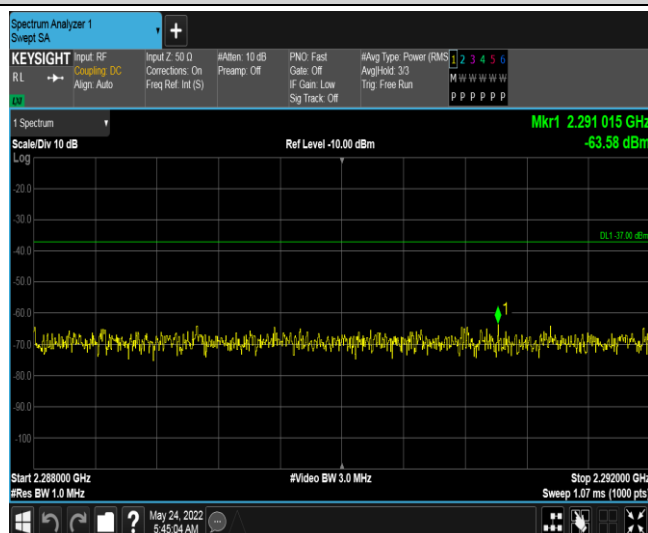 Spectrum Analyzer 1
Swept SA
+
KEYSIGHT
RL
LXI
Input: RF
Coupling: DC
Align: Auto
Input Z: 50 Ω
Corrections: On
Freq Ref: Int (S)
#Atten: 10 dB
Preamp: Off
PNO: Fast
Gate: Off
IF Gain: Low
Sig Track: Off
#Avg Type: Power (RMS
Avg|Hold: 3/3
Trig: Free Run
1 2 3 4 5 6
M W W W W W
P P P P P P
1 Spectrum
Scale/Div 10 dB
Log
Ref Level -10.00 dBm
Mkr1 2.291 015 GHz
-63.58 dBm
-20.0
-30.0
DL1 -37.00 dBm
-40.0
-50.0
-60.0
1
-70.0
-80.0
-90.0
-100
Start 2.288000 GHz
#Res BW 1.0 MHz
#Video BW 3.0 MHz
Stop 2.292000 GHz
Sweep 1.07 ms (1000 pts)
?
May 24, 2022
5:45:04 AM